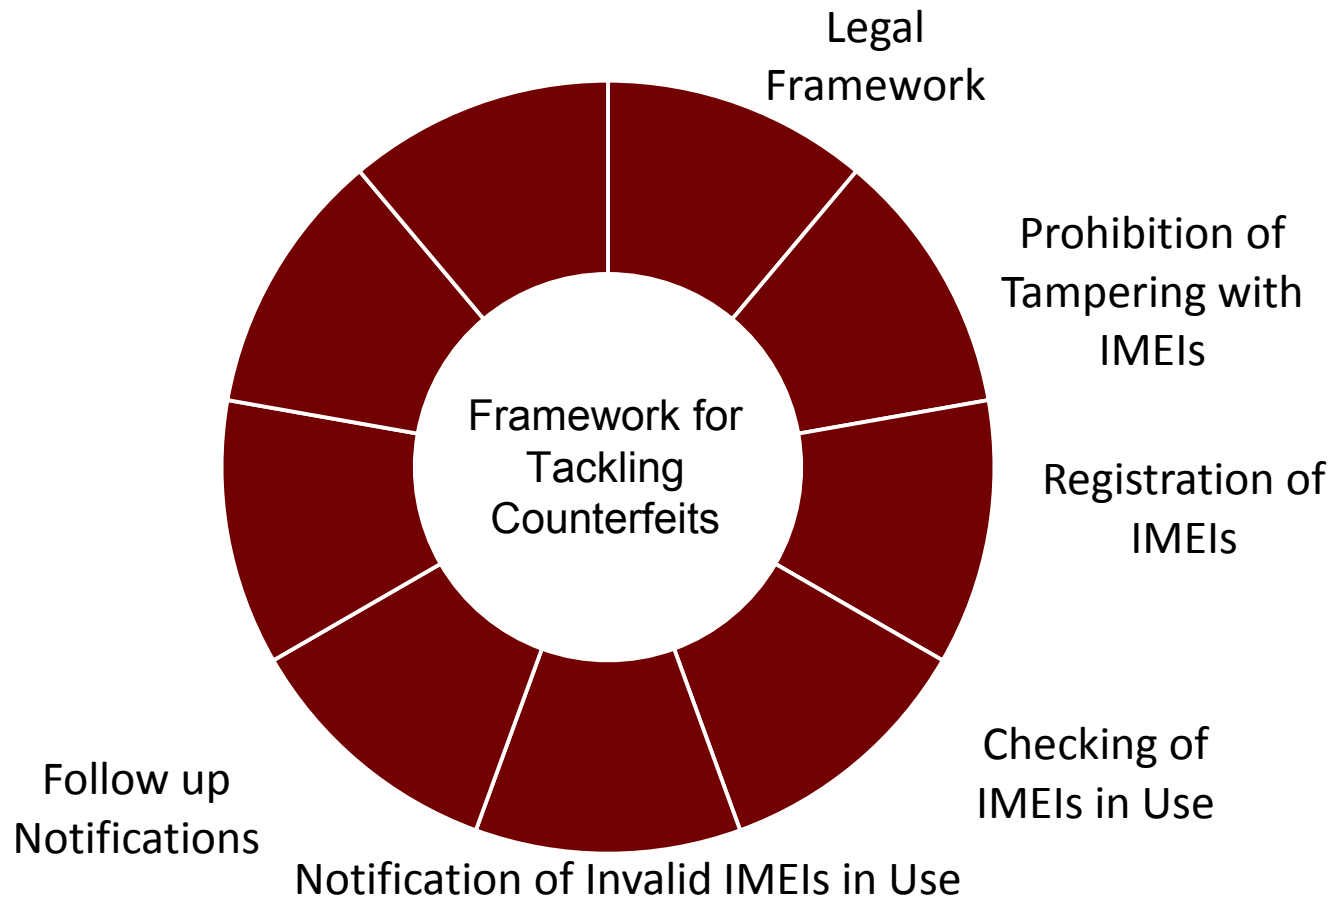 Legal
Framework
Prohibition of
Tampering with
IMEIs
Registration of
IMEIs
Checking of
IMEIs in Use
Notification of Invalid IMEIs in Use
Follow up
Notifications
Framework for
Tackling
Counterfeits